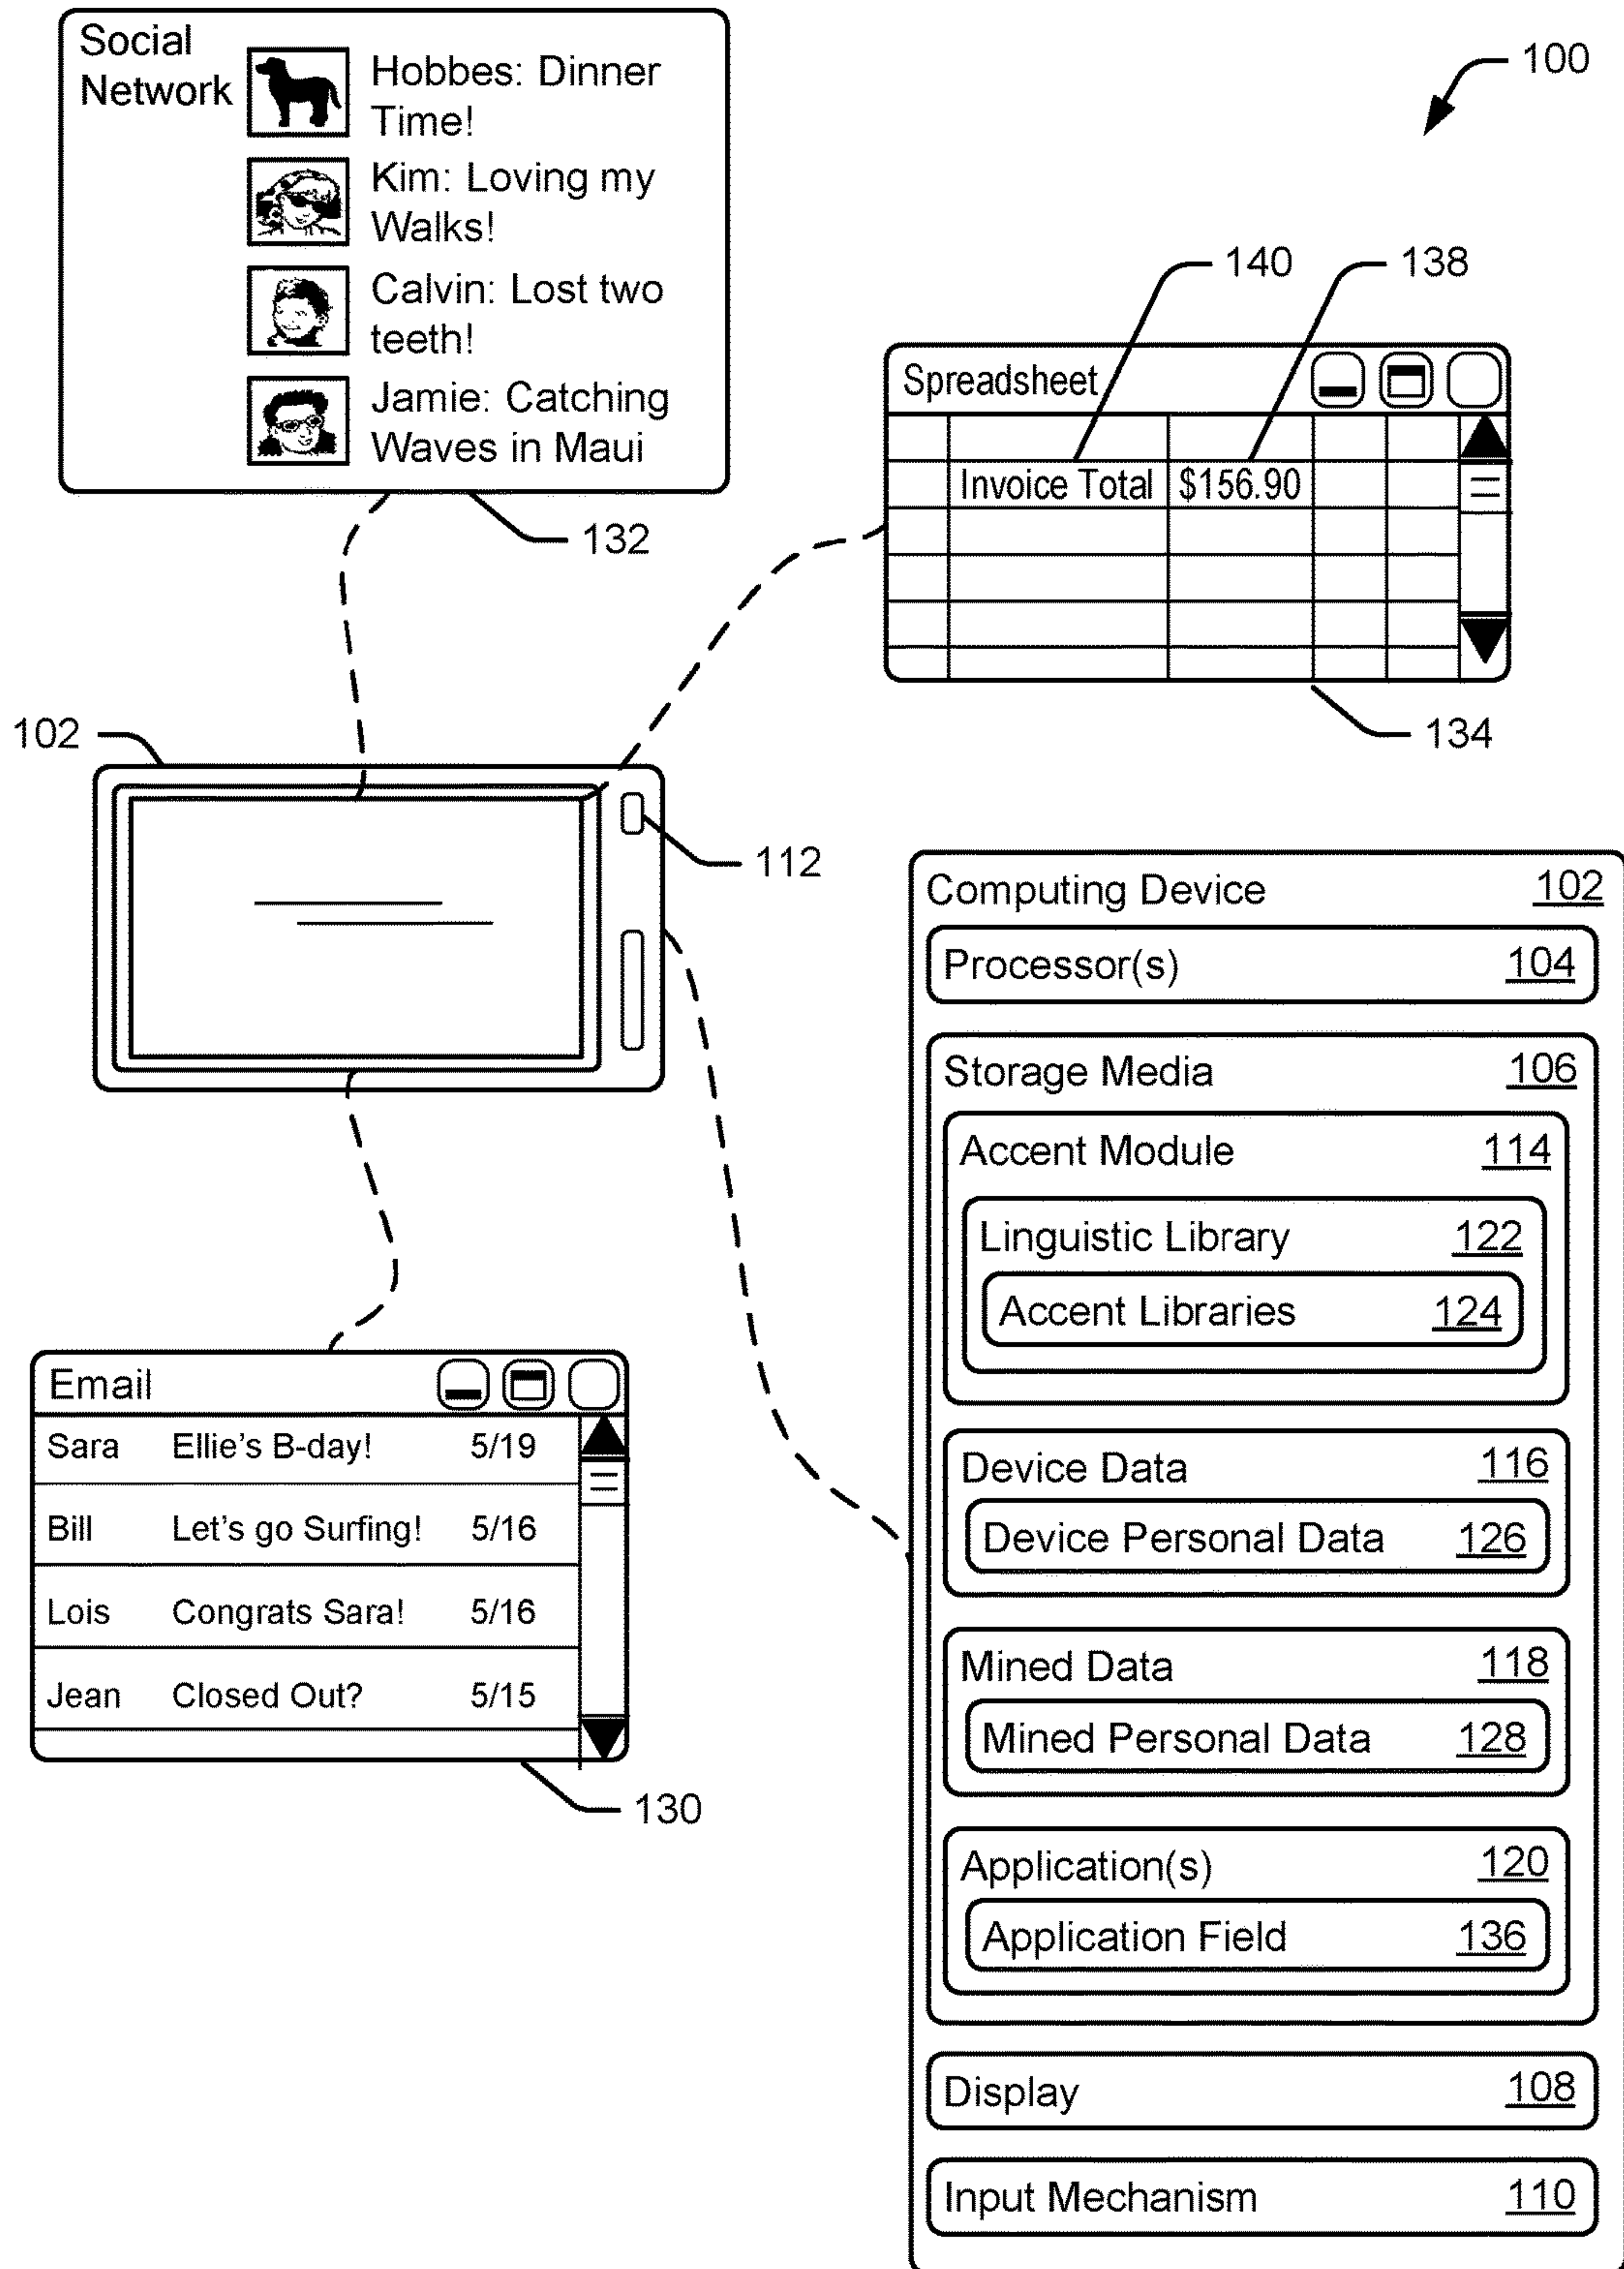 Social
Network
Hobbes: Dinner
Time!
Kim: Loving my
Walks!
Calvin: Lost two
teeth!
Jamie: Catching
Waves in Maui
132
100
140
138
Spreadsheet
Invoice Total $156.90
134
102
112
Email
Sara Ellie's B-day! 5/19
Bill Let's go Surfing! 5/16
Lois Congrats Sara! 5/16
Jean Closed Out? 5/15
130
Computing Device 102
Processor(s) 104
Storage Media 106
Accent Module 114
Linguistic Library 122
Accent Libraries 124
Device Data 116
Device Personal Data 126
Mined Data 118
Mined Personal Data 128
Application(s) 120
Application Field 136
Display 108
Input Mechanism 110